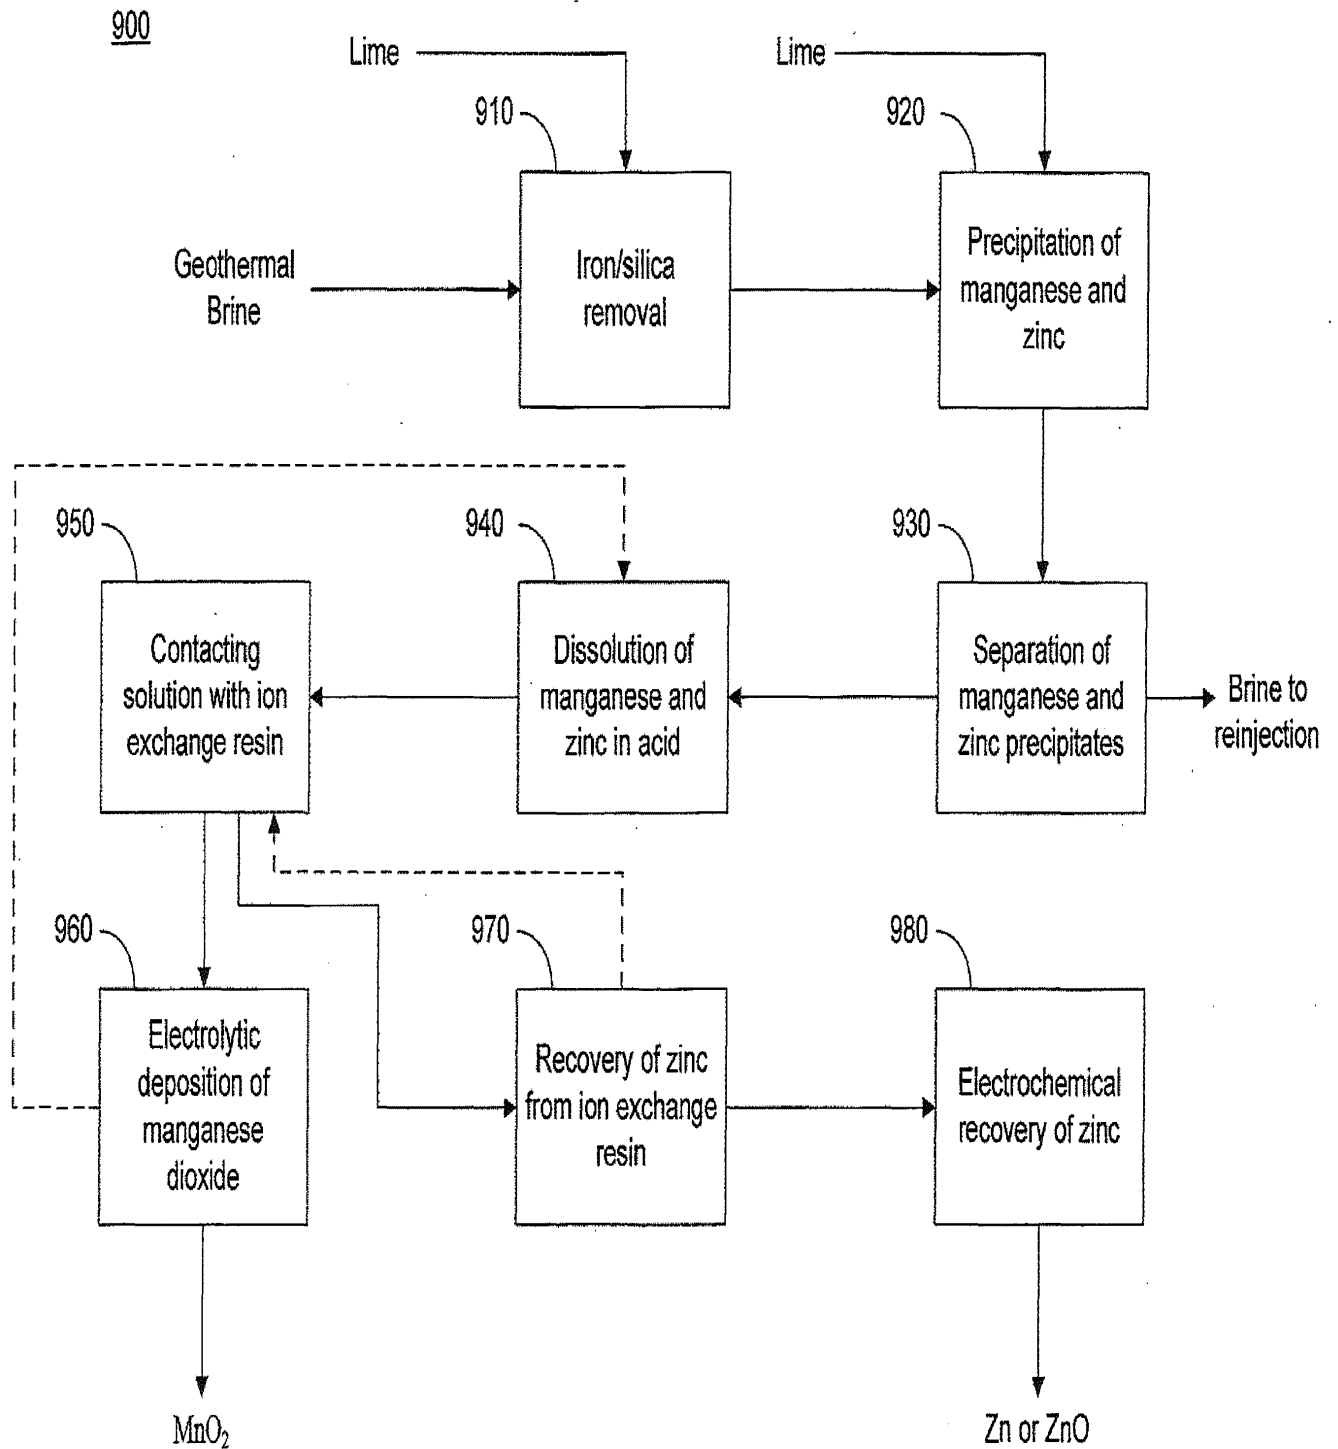 900
Lime
Lime
910
920
Geothermal
Brine
Iron/silica
removal
Precipitation of
manganese and
zinc
950
940
930
Contacting
solution with ion
exchange resin
Dissolution of
manganese and
zinc in acid
Separation of
manganese and
zinc precipitates
Brine to
reinjection
960
970
980
Electrolytic
deposition of
manganese
dioxide
Recovery of zinc
from ion exchange
resin
Electrochemical
recovery of zinc
MnO₂
Zn or ZnO